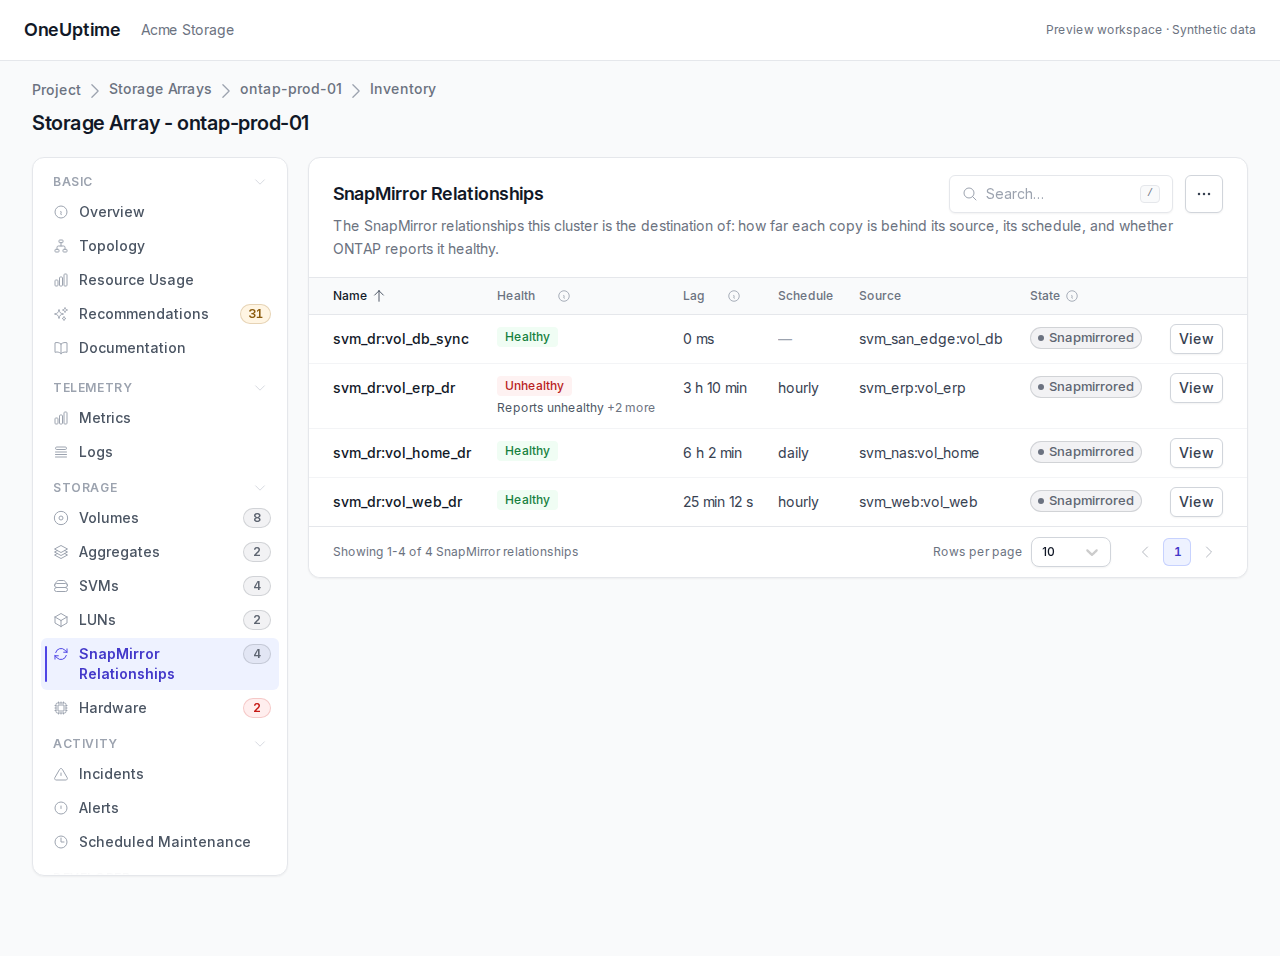 OneUptime
Acme Storage
Preview workspace · Synthetic data
Project
Storage Arrays
ontap-prod-01
Inventory
Storage Array - ontap-prod-01
BASIC
Overview
Topology
Resource Usage
Recommendations 31
Documentation
TELEMETRY
Metrics
Logs
STORAGE
Volumes 8
Aggregates 2
SVMs 4
LUNs 2
SnapMirror 4
Relationships
Hardware 2
ACTIVITY
Incidents
Alerts
Scheduled Maintenance
SnapMirror Relationships
Search... /
The SnapMirror relationships this cluster is the destination of: how far each copy is behind its source, its schedule, and whether
ONTAP reports it healthy.
Name Health Lag Schedule Source State
svm_dr:vol_db_sync Healthy 0 ms — svm_san_edge:vol_db Snapmirrored View
svm_dr:vol_erp_dr Unhealthy 3 h 10 min hourly svm_erp:vol_erp Snapmirrored View
Reports unhealthy +2 more
svm_dr:vol_home_dr Healthy 6 h 2 min daily svm_nas:vol_home Snapmirrored View
svm_dr:vol_web_dr Healthy 25 min 12 s hourly svm_web:vol_web Snapmirrored View
Showing 1-4 of 4 SnapMirror relationships
Rows per page 10 1